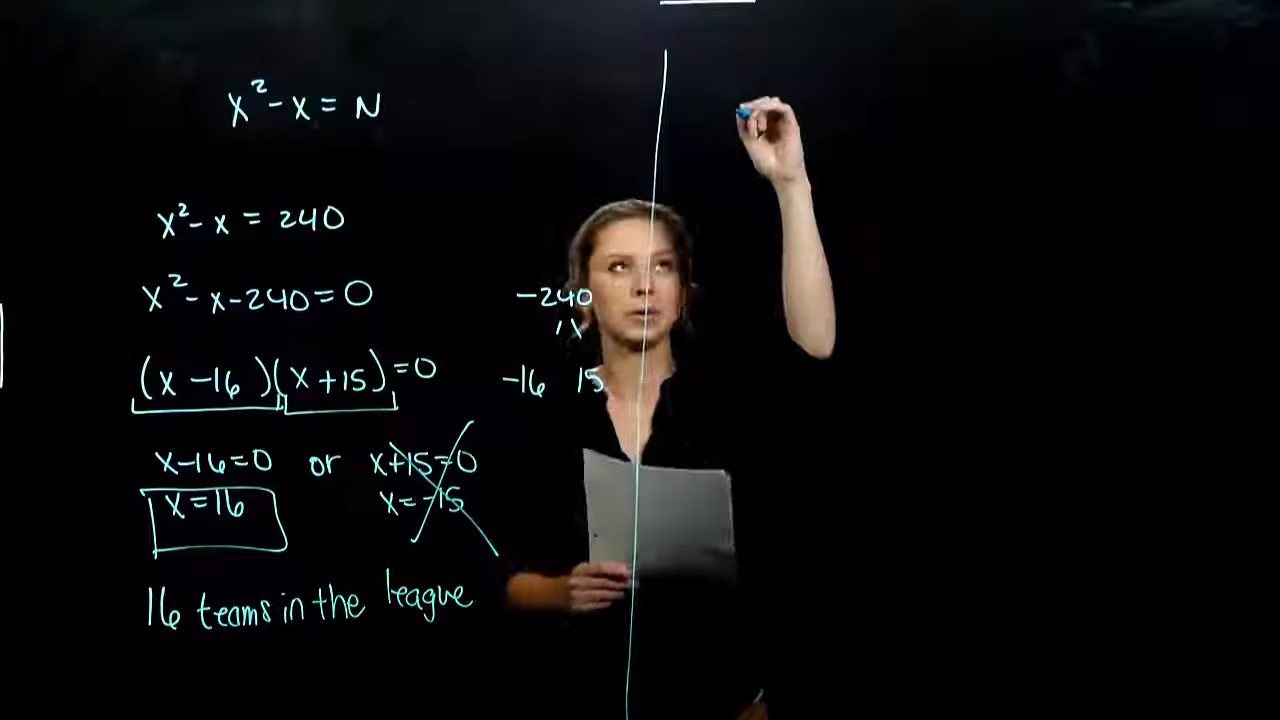 x² - x = N
x² - x = 240
x² - x - 240 = 0
-240
(x - 16)(x + 15) = 0
-16 15
x - 16 = 0 or x + 15 = 0
x = 16
x = -15
16 teams in the league